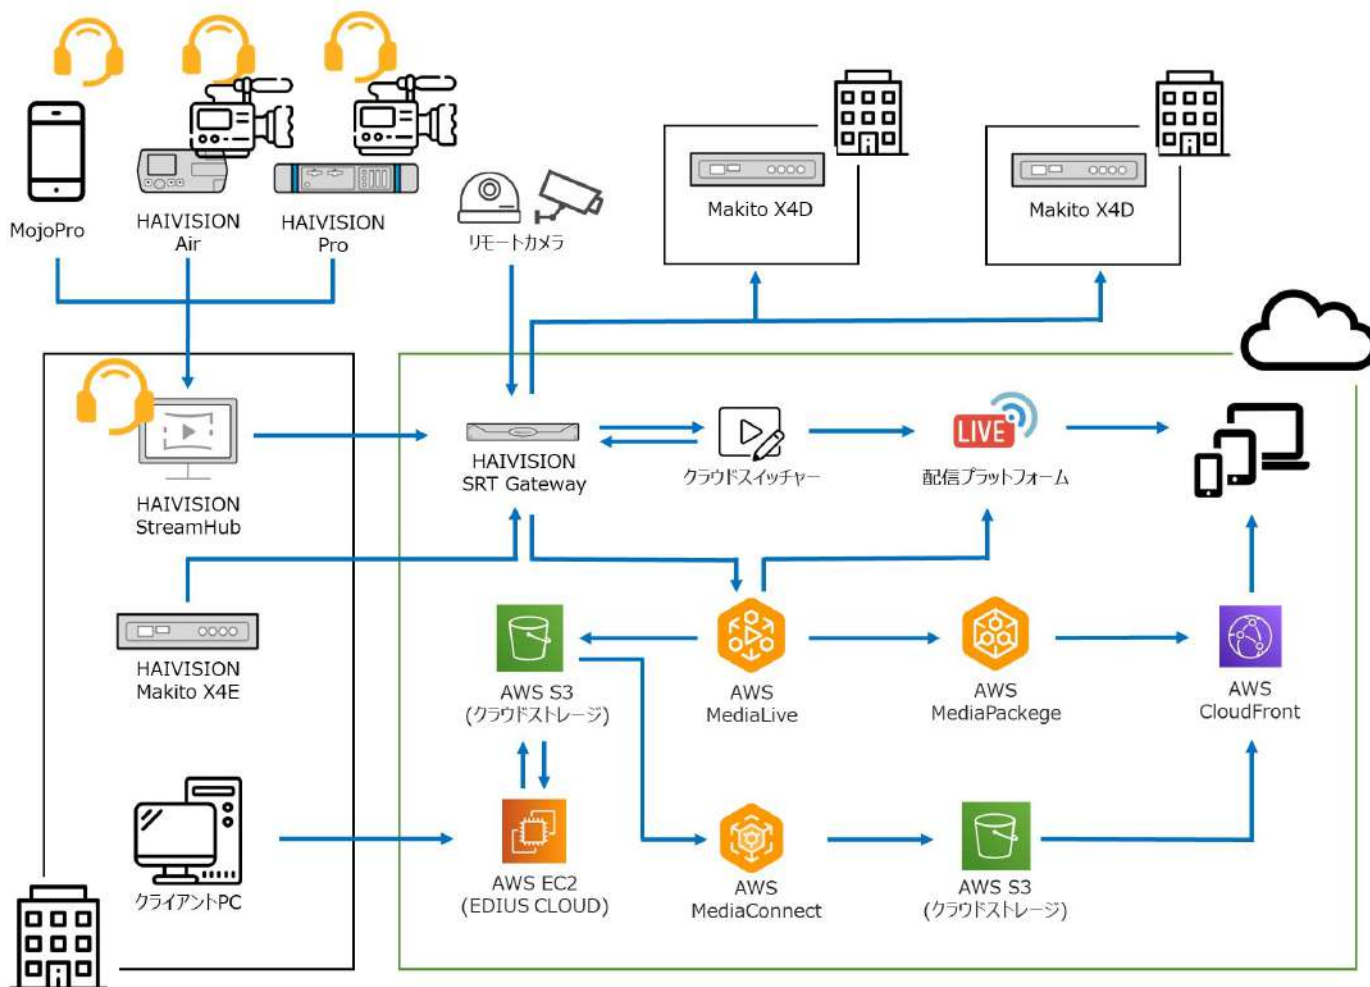 MojoPro
HAIVISION
Air
HAIVISION
Pro
リモートカメラ
Makito X4D
Makito X4D
HAIVISION
StreamHub
HAIVISION
SRT Gateway
クラウドスイッチャー
LIVE
配信プラットフォーム
HAIVISION
Makito X4E
AWS S3
(クラウドストレージ)
AWS
MediaLive
AWS
MediaPackege
AWS
CloudFront
クライアントPC
AWS EC2
(EDIUS CLOUD)
AWS
MediaConnect
AWS S3
(クラウドストレージ)